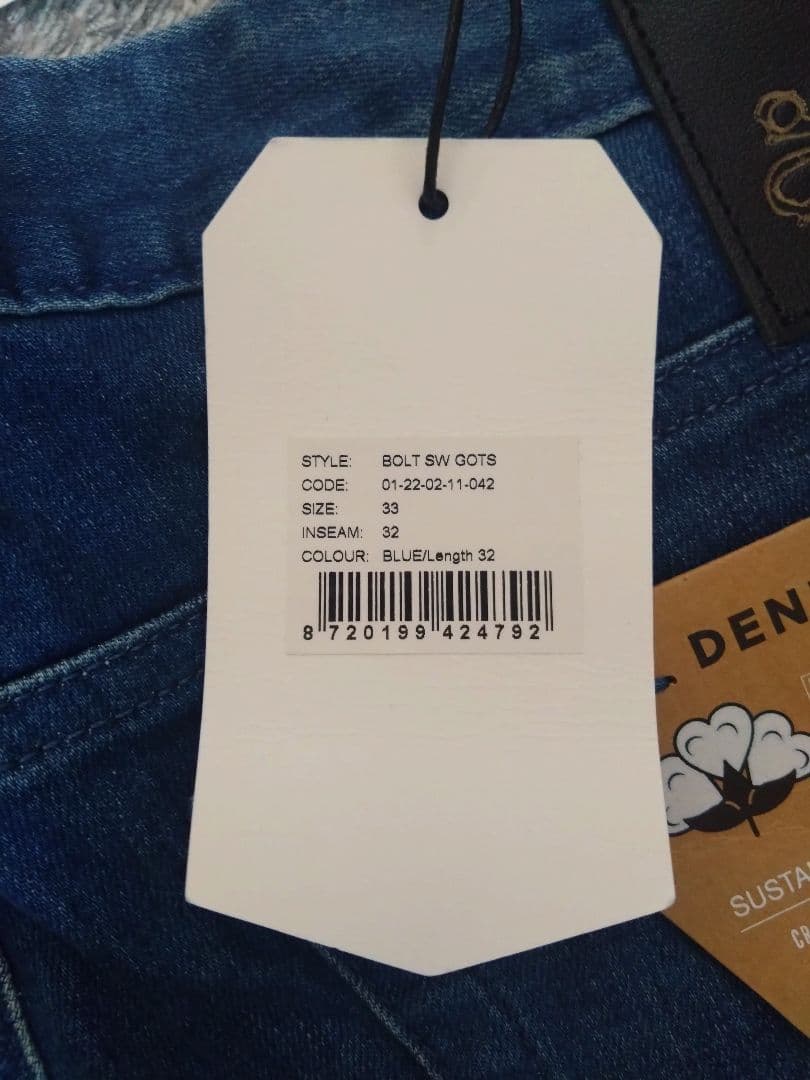 STYLE: BOLT SW GOTS
CODE: 01-22-02-11-042
SIZE: 33
INSEAM: 32
COLOUR: BLUE/Length 32
8 720199 424792
DEN
SUSTA